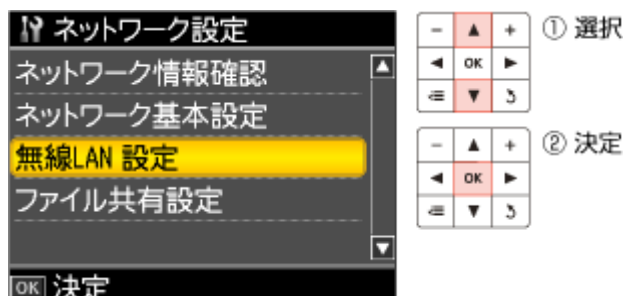 ネットワーク設定
ネットワーク情報確認
ネットワーク基本設定
無線LAN 設定
ファイル共有設定
OK 決定
① 選択
- ▲ +
◀ OK ▶
▼
② 決定
- ▲ +
◀ OK ▶
▼